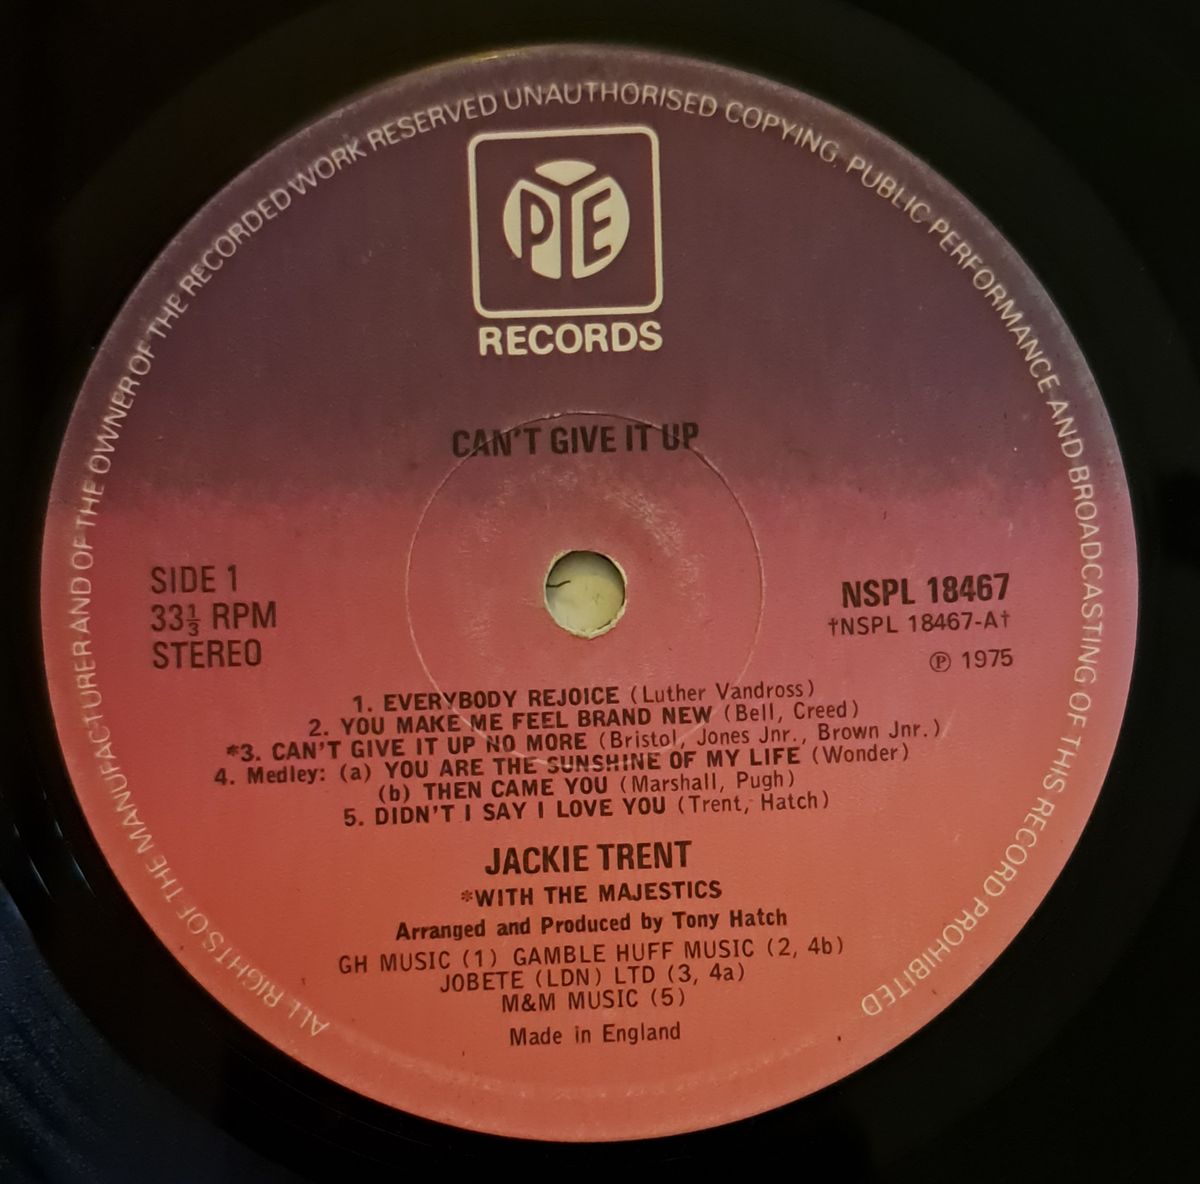 ALL RIGHTS OF THE MANUFACTURER AND OF THE OWNER OF THE RECORDED WORK RESERVED UNAUTHORISED COPYING. PUBLIC PERFORMANCE AND BROADCASTING OF THIS RECORD PROHIBITED
PYE
RECORDS
CAN'T GIVE IT UP
SIDE 1
33⅓ RPM
STEREO
NSPL 18467
†NSPL 18467-A†
℗ 1975
1. EVERYBODY REJOICE (Luther Vandross)
2. YOU MAKE ME FEEL BRAND NEW (Bell, Creed)
*3. CAN'T GIVE IT UP NO MORE (Bristol, Jones Jnr., Brown Jnr.)
4. Medley: (a) YOU ARE THE SUNSHINE OF MY LIFE (Wonder)
(b) THEN CAME YOU (Marshall, Pugh)
5. DIDN'T I SAY I LOVE YOU (Trent, Hatch)
JACKIE TRENT
*WITH THE MAJESTICS
Arranged and Produced by Tony Hatch
GH MUSIC (1) GAMBLE HUFF MUSIC (2, 4b)
JOBETE (LDN) LTD (3, 4a)
M&M MUSIC (5)
Made in England